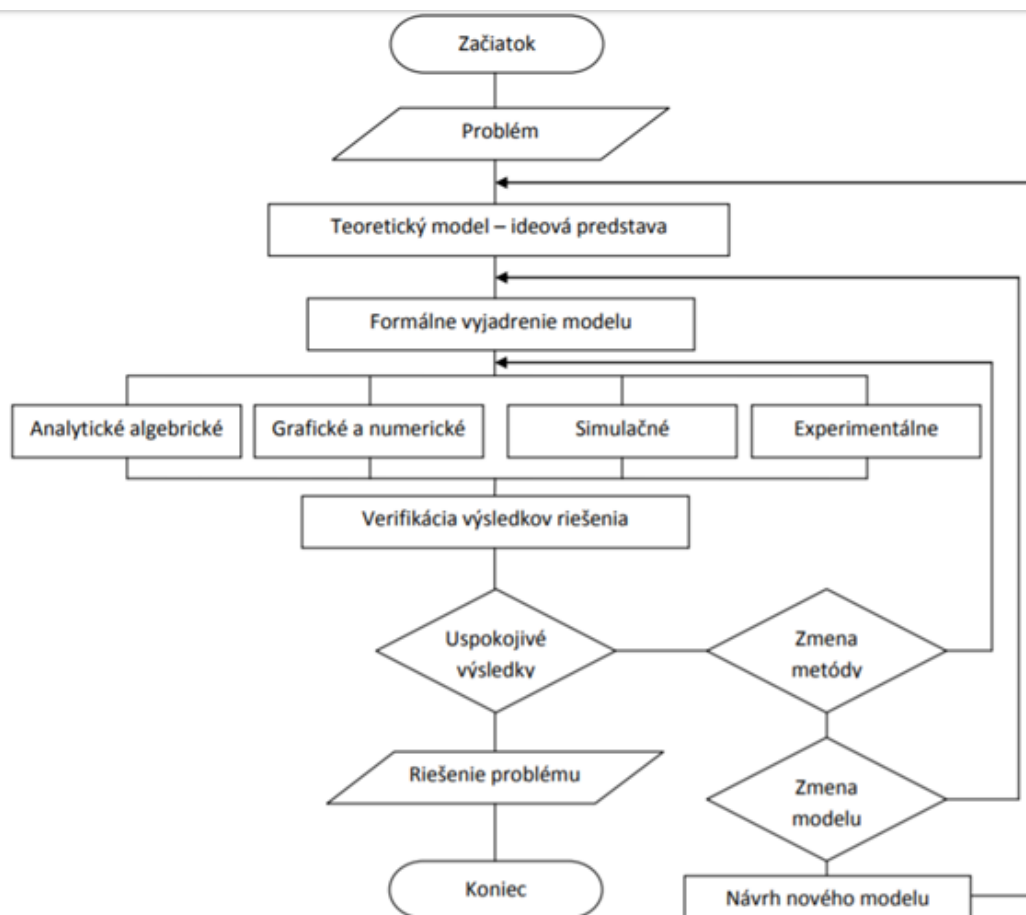 Začiatok
Problém
Teoretický model – ideová predstava
Formálne vyjadrenie modelu
Analytické algebrické
Grafické a numerické
Simulačné
Experimentálne
Verifikácia výsledkov riešenia
Uspokojivé
výsledky
Zmena
metódy
Riešenie problému
Zmena
modelu
Koniec
Návrh nového modelu